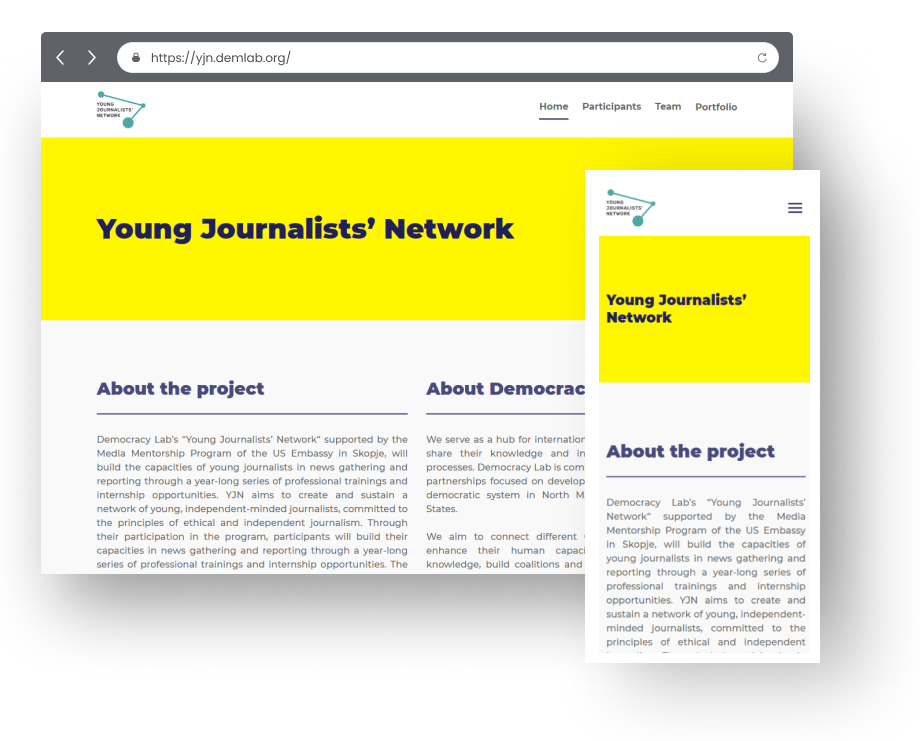 https://yjn.demlab.org/
YOUNG
JOURNALISTS'
NETWORK
Home Participants Team Portfolio
Young Journalists’ Network
About the project
Democracy Lab’s “Young Journalists’ Network“ supported by the
Media Mentorship Program of the US Embassy in Skopje, will
build the capacities of young journalists in news gathering and
reporting through a year-long series of professional trainings and
internship opportunities. YJN aims to create and sustain a
network of young, independent-minded journalists, committed to
the principles of ethical and independent journalism. Through
their participation in the program, participants will build their
capacities in news gathering and reporting through a year-long
series of professional trainings and internship opportunities. The
About Democrac
We serve as a hub for internation
share their knowledge and in
processes. Democracy Lab is com
partnerships focused on develop
democratic system in North M
States.
We aim to connect different
enhance their human capaci
knowledge, build coalitions and
YOUNG
JOURNALISTS'
NETWORK
Young Journalists’
Network
About the project
Democracy Lab’s “Young Journalists’
Network“ supported by the Media
Mentorship Program of the US Embassy
in Skopje, will build the capacities of
young journalists in news gathering and
reporting through a year-long series of
professional trainings and internship
opportunities. YJN aims to create and
sustain a network of young, independent-
minded journalists, committed to the
principles of ethical and independent